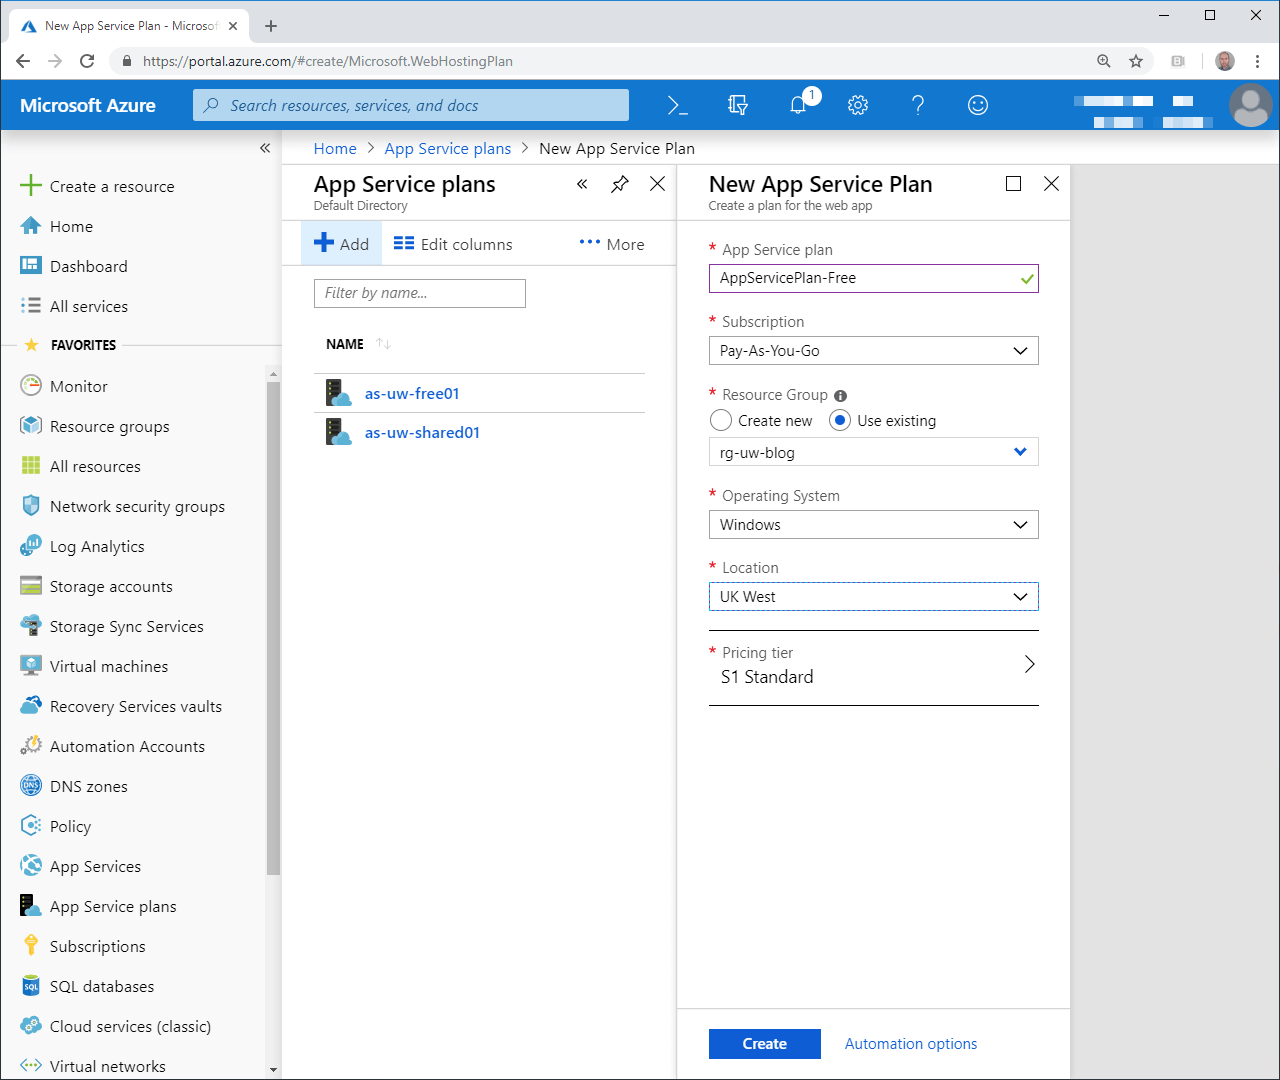 New App Service Plan - Microsof
https://portal.azure.com/#create/Microsoft.WebHostingPlan
Microsoft Azure
Search resources, services, and docs
1
Create a resource
Home
Dashboard
All services
FAVORITES
Monitor
Resource groups
All resources
Network security groups
Log Analytics
Storage accounts
Storage Sync Services
Virtual machines
Recovery Services vaults
Automation Accounts
DNS zones
Policy
App Services
App Service plans
Subscriptions
SQL databases
Cloud services (classic)
Virtual networks
Home > App Service plans > New App Service Plan
App Service plans
Default Directory
Add
Edit columns
More
Filter by name...
NAME
as-uw-free01
as-uw-shared01
New App Service Plan
Create a plan for the web app
* App Service plan
AppServicePlan-Free
* Subscription
Pay-As-You-Go
* Resource Group
Create new
Use existing
rg-uw-blog
* Operating System
Windows
* Location
UK West
* Pricing tier
S1 Standard
Create
Automation options